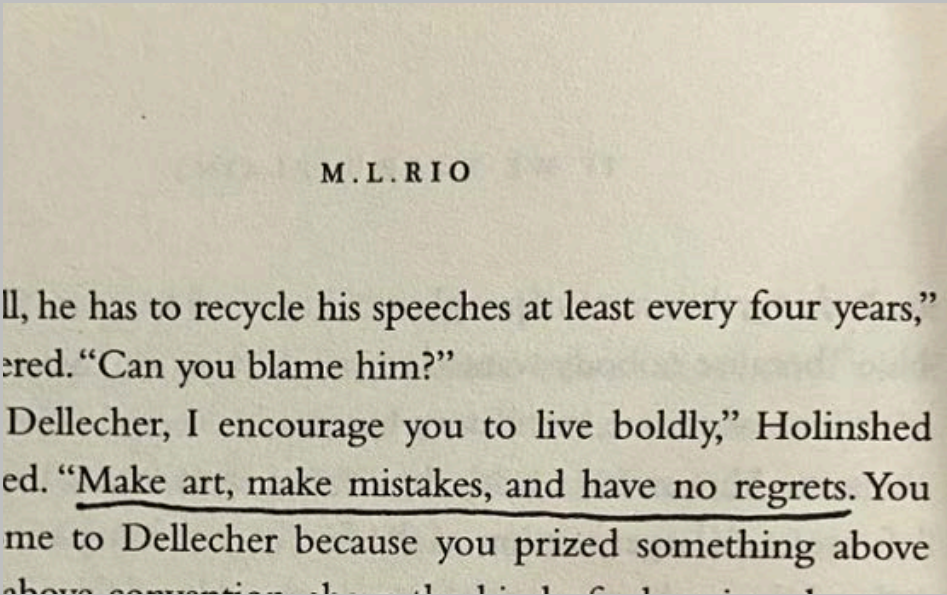 M.L.RIO
ll, he has to recycle his speeches at least every four years,”
ered. “Can you blame him?”
Dellecher, I encourage you to live boldly,” Holinshed
ed. “Make art, make mistakes, and have no regrets. You
me to Dellecher because you prized something above
above convention